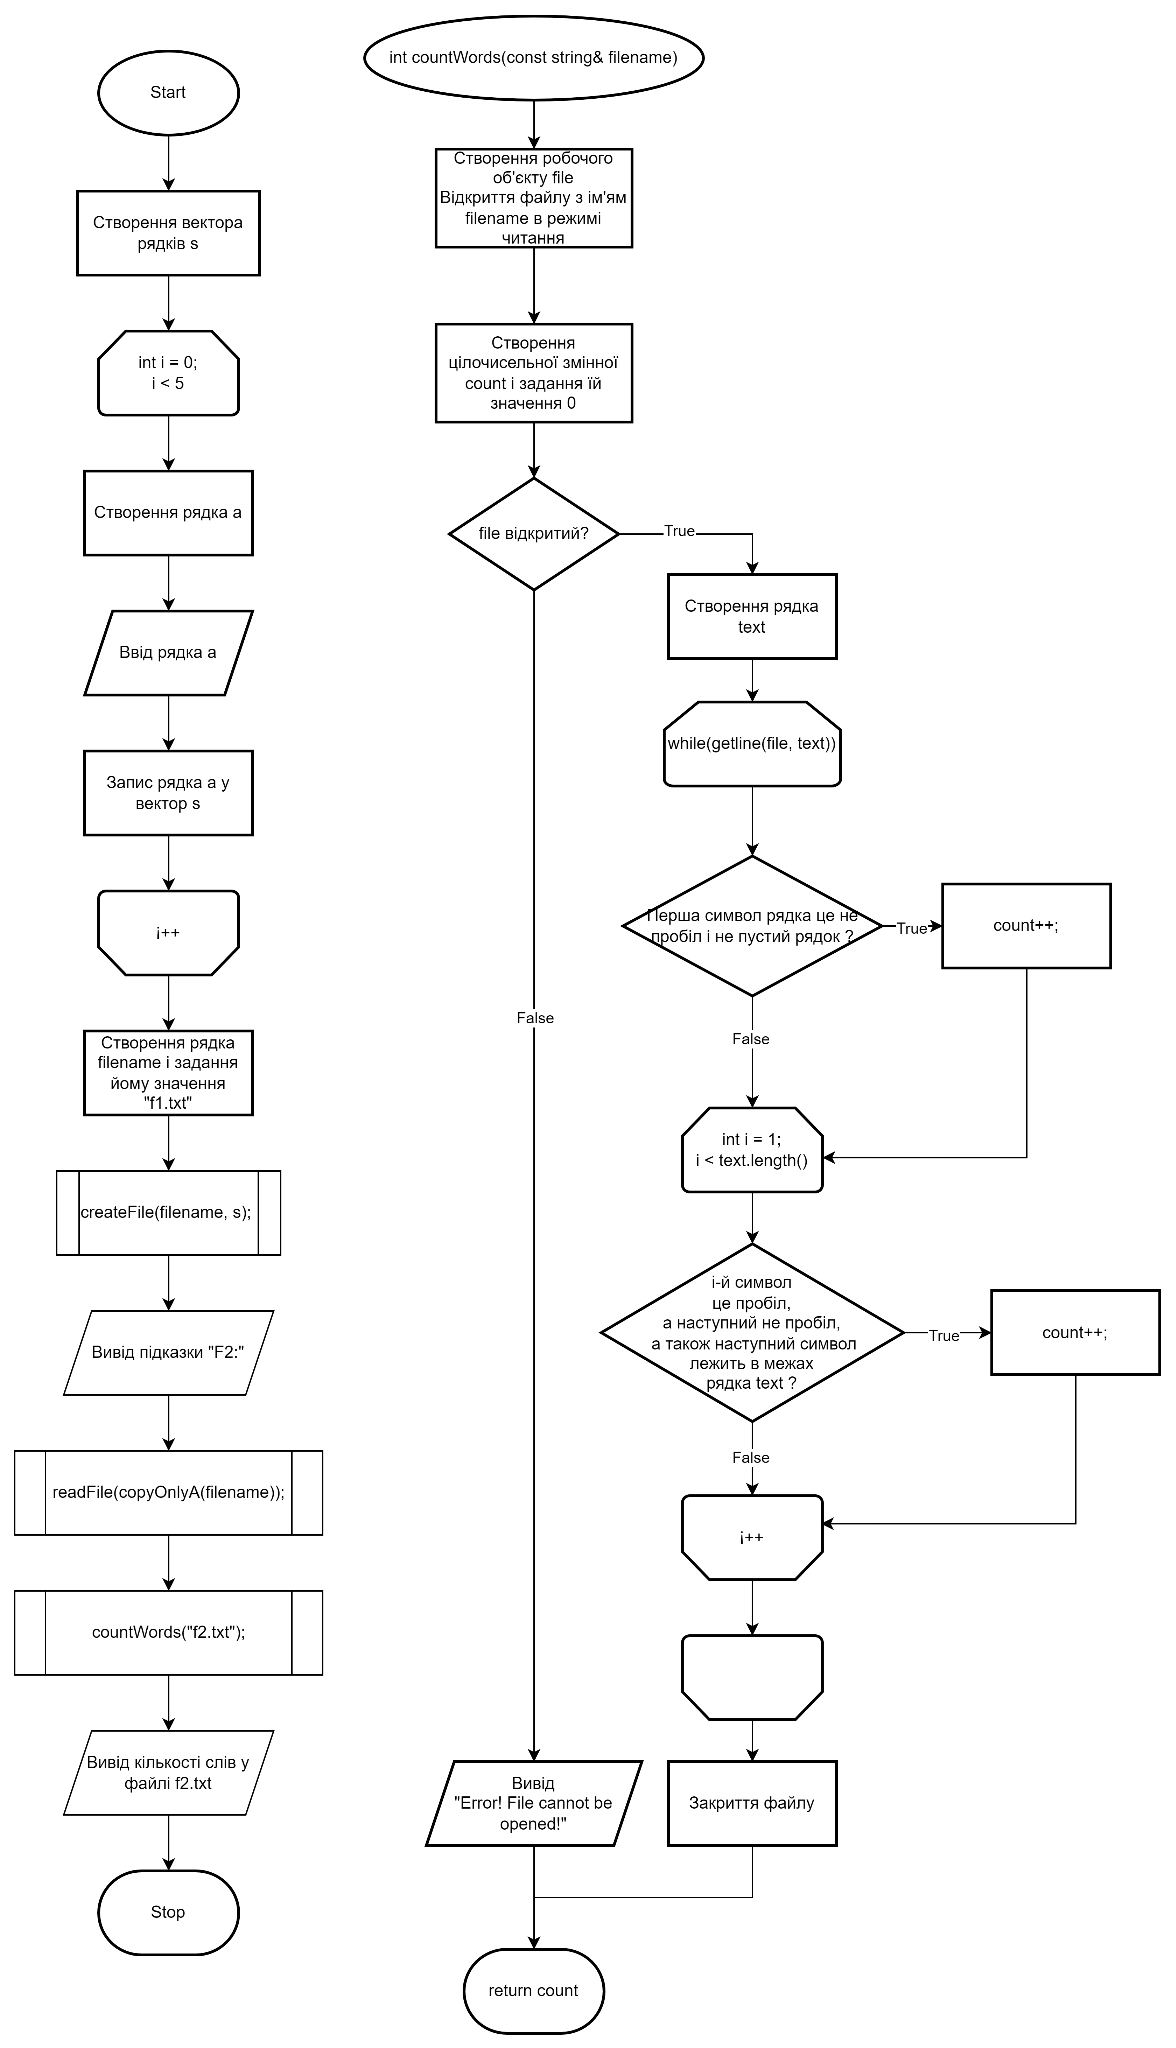 Start
Створення вектора
рядків s
int i = 0;
i < 5
Створення рядка a
Ввід рядка a
Запис рядка a у
вектор s
i++
Створення рядка
filename і задання
йому значення
"f1.txt"
createFile(filename, s);
Вивід підказки "F2:"
readFile(copyOnlyA(filename));
countWords("f2.txt");
Вивід кількості слів у
файлі f2.txt
Stop
int countWords(const string& filename)
Створення робочого
об'єкту file
Відкриття файлу з ім'ям
filename в режимі
читання
Створення
цілочисельної змінної
count і задання їй
значення 0
file відкритий?
True
False
Створення рядка
text
while(getline(file, text))
Перша символ рядка це не
пробіл і не пустий рядок ?
True
count++;
False
int i = 1;
i < text.length()
i-й символ
це пробіл,
а наступний не пробіл,
а також наступний символ
лежить в межах
рядка text ?
True
count++;
False
i++
Вивід
"Error! File cannot be
opened!"
Закриття файлу
return count